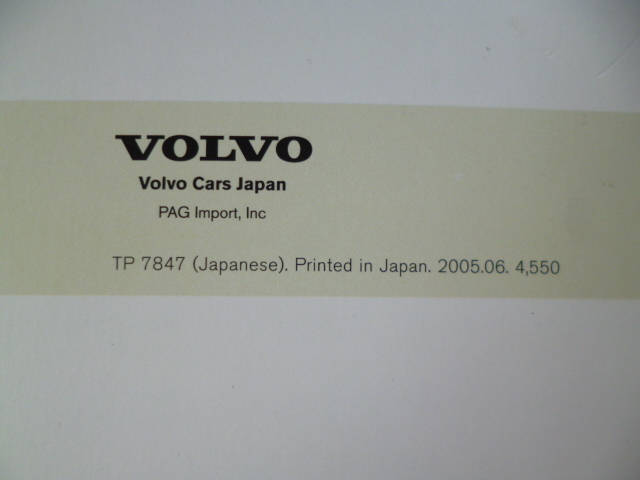 VOLVO
Volvo Cars Japan
PAG Import, Inc
TP 7847 (Japanese). Printed in Japan. 2005.06. 4,550